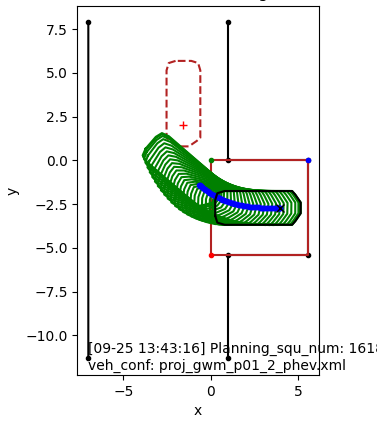 7.5
5.0
2.5
0.0
−2.5
−5.0
−7.5
−10.0
y
[09-25 13:43:16] Planning_squ_num: 1618
veh_conf: proj_gwm_p01_2_phev.xml
−5 0 5
x